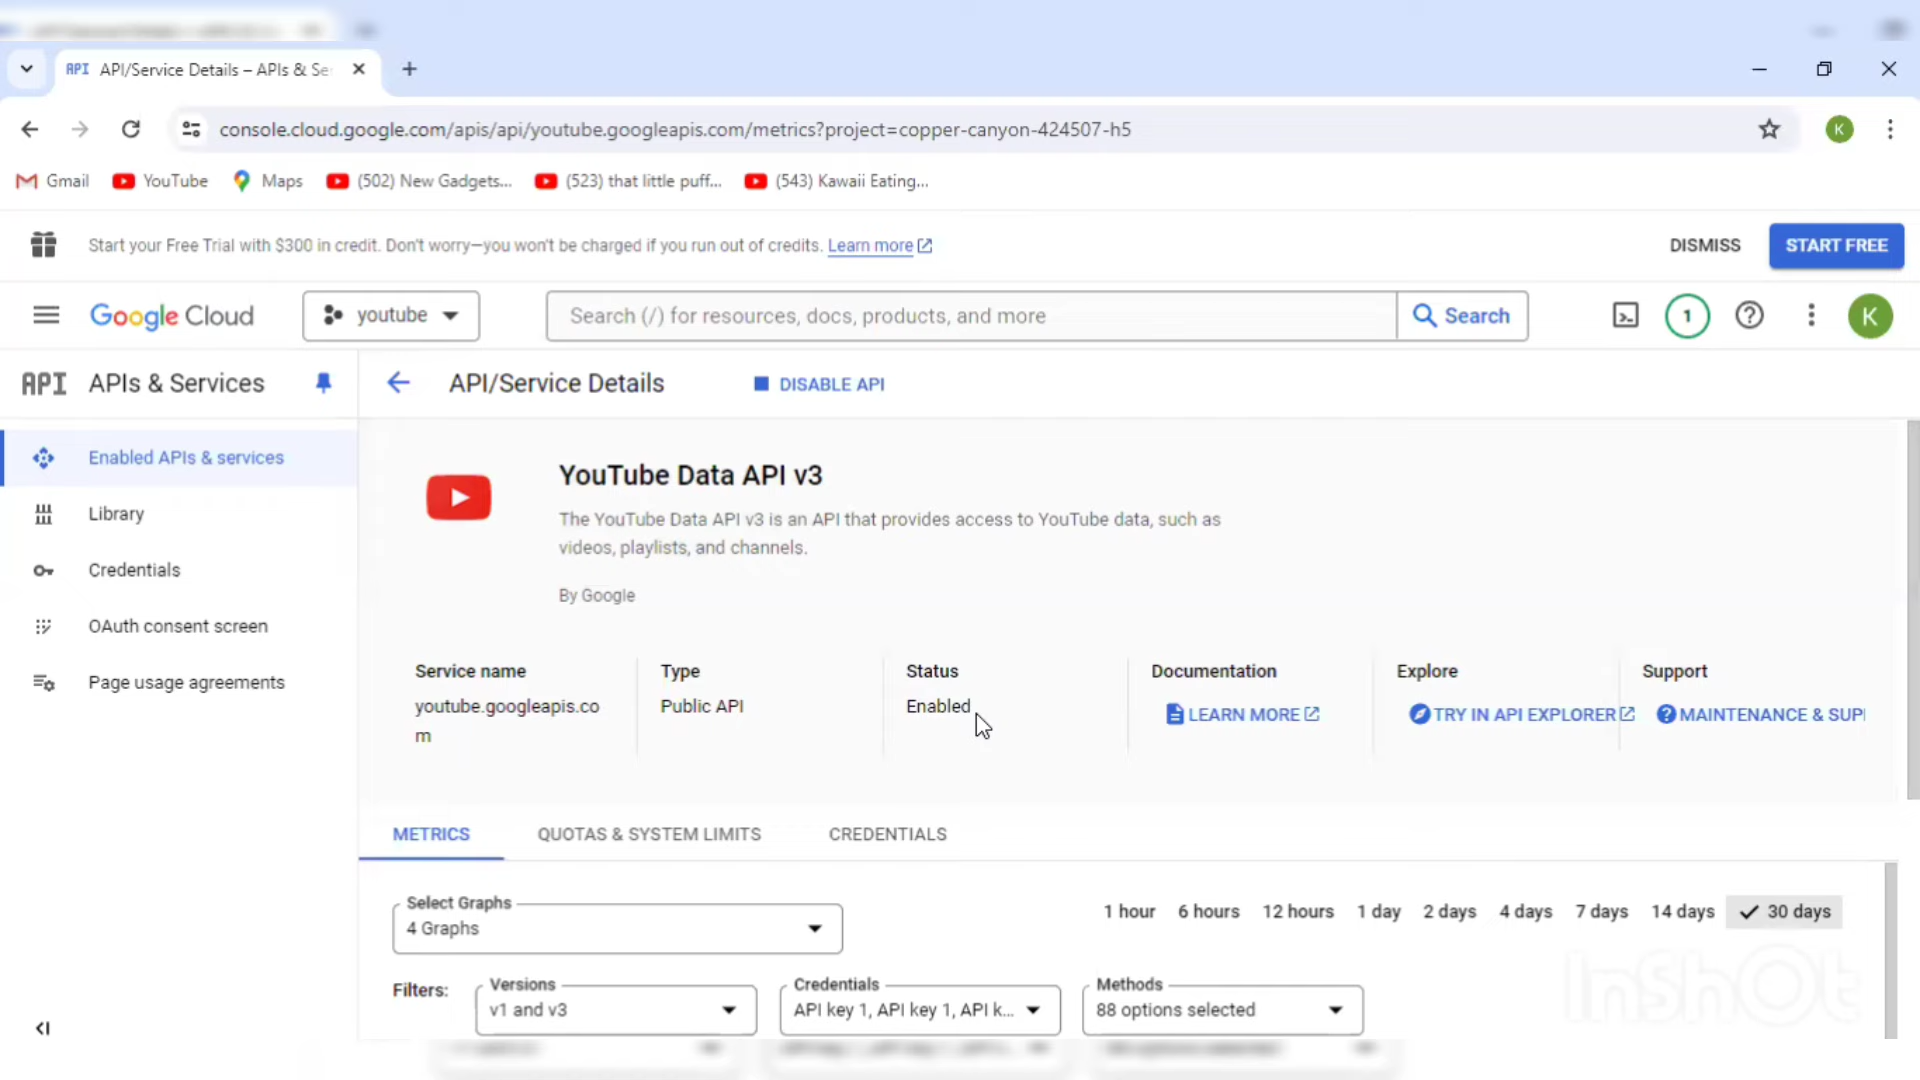 API API/Service Details – APIs & Se
console.cloud.google.com/apis/api/youtube.googleapis.com/metrics?project=copper-canyon-424507-h5
K
Gmail YouTube Maps (502) New Gadgets... (523) that little puff... (543) Kawaii Eating...
Start your Free Trial with $300 in credit. Don't worry—you won't be charged if you run out of credits. Learn more
DISMISS START FREE
Google Cloud youtube Search (/) for resources, docs, products, and more Search 1 K
API APIs & Services
API/Service Details DISABLE API
Enabled APIs & services
Library
Credentials
OAuth consent screen
Page usage agreements
YouTube Data API v3
The YouTube Data API v3 is an API that provides access to YouTube data, such as
videos, playlists, and channels.
By Google
Service name
youtube.googleapis.co
m
Type
Public API
Status
Enabled
Documentation
LEARN MORE
Explore
TRY IN API EXPLORER
Support
MAINTENANCE & SUP
METRICS QUOTAS & SYSTEM LIMITS CREDENTIALS
Select Graphs
4 Graphs
1 hour 6 hours 12 hours 1 day 2 days 4 days 7 days 14 days 30 days
Filters:
Versions
v1 and v3
Credentials
API key 1, API key 1, API k...
Methods
88 options selected
InShOt